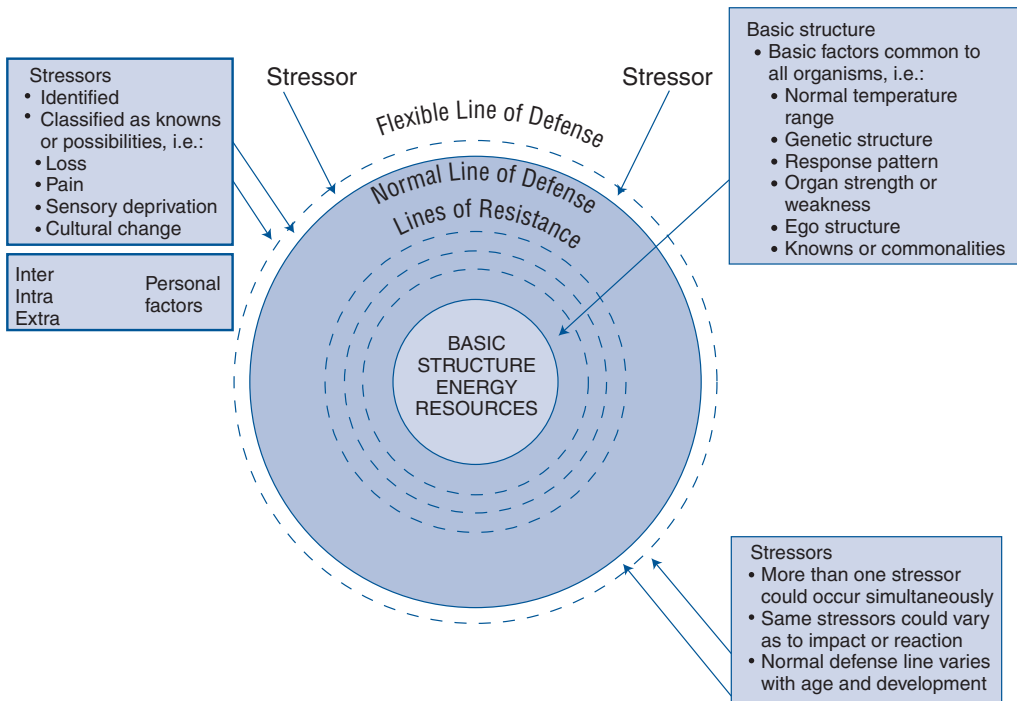 Stressors
• Identified
• Classified as knowns
or possibilities, i.e.:
• Loss
• Pain
• Sensory deprivation
• Cultural change
Inter
Intra
Extra
Personal
factors
Stressor
Stressor
Flexible Line of Defense
Normal Line of Defense
Lines of Resistance
BASIC
STRUCTURE
ENERGY
RESOURCES
Basic structure
• Basic factors common to
all organisms, i.e.:
• Normal temperature
range
• Genetic structure
• Response pattern
• Organ strength or
weakness
• Ego structure
• Knowns or commonalities
Stressors
• More than one stressor
could occur simultaneously
• Same stressors could vary
as to impact or reaction
• Normal defense line varies
with age and development